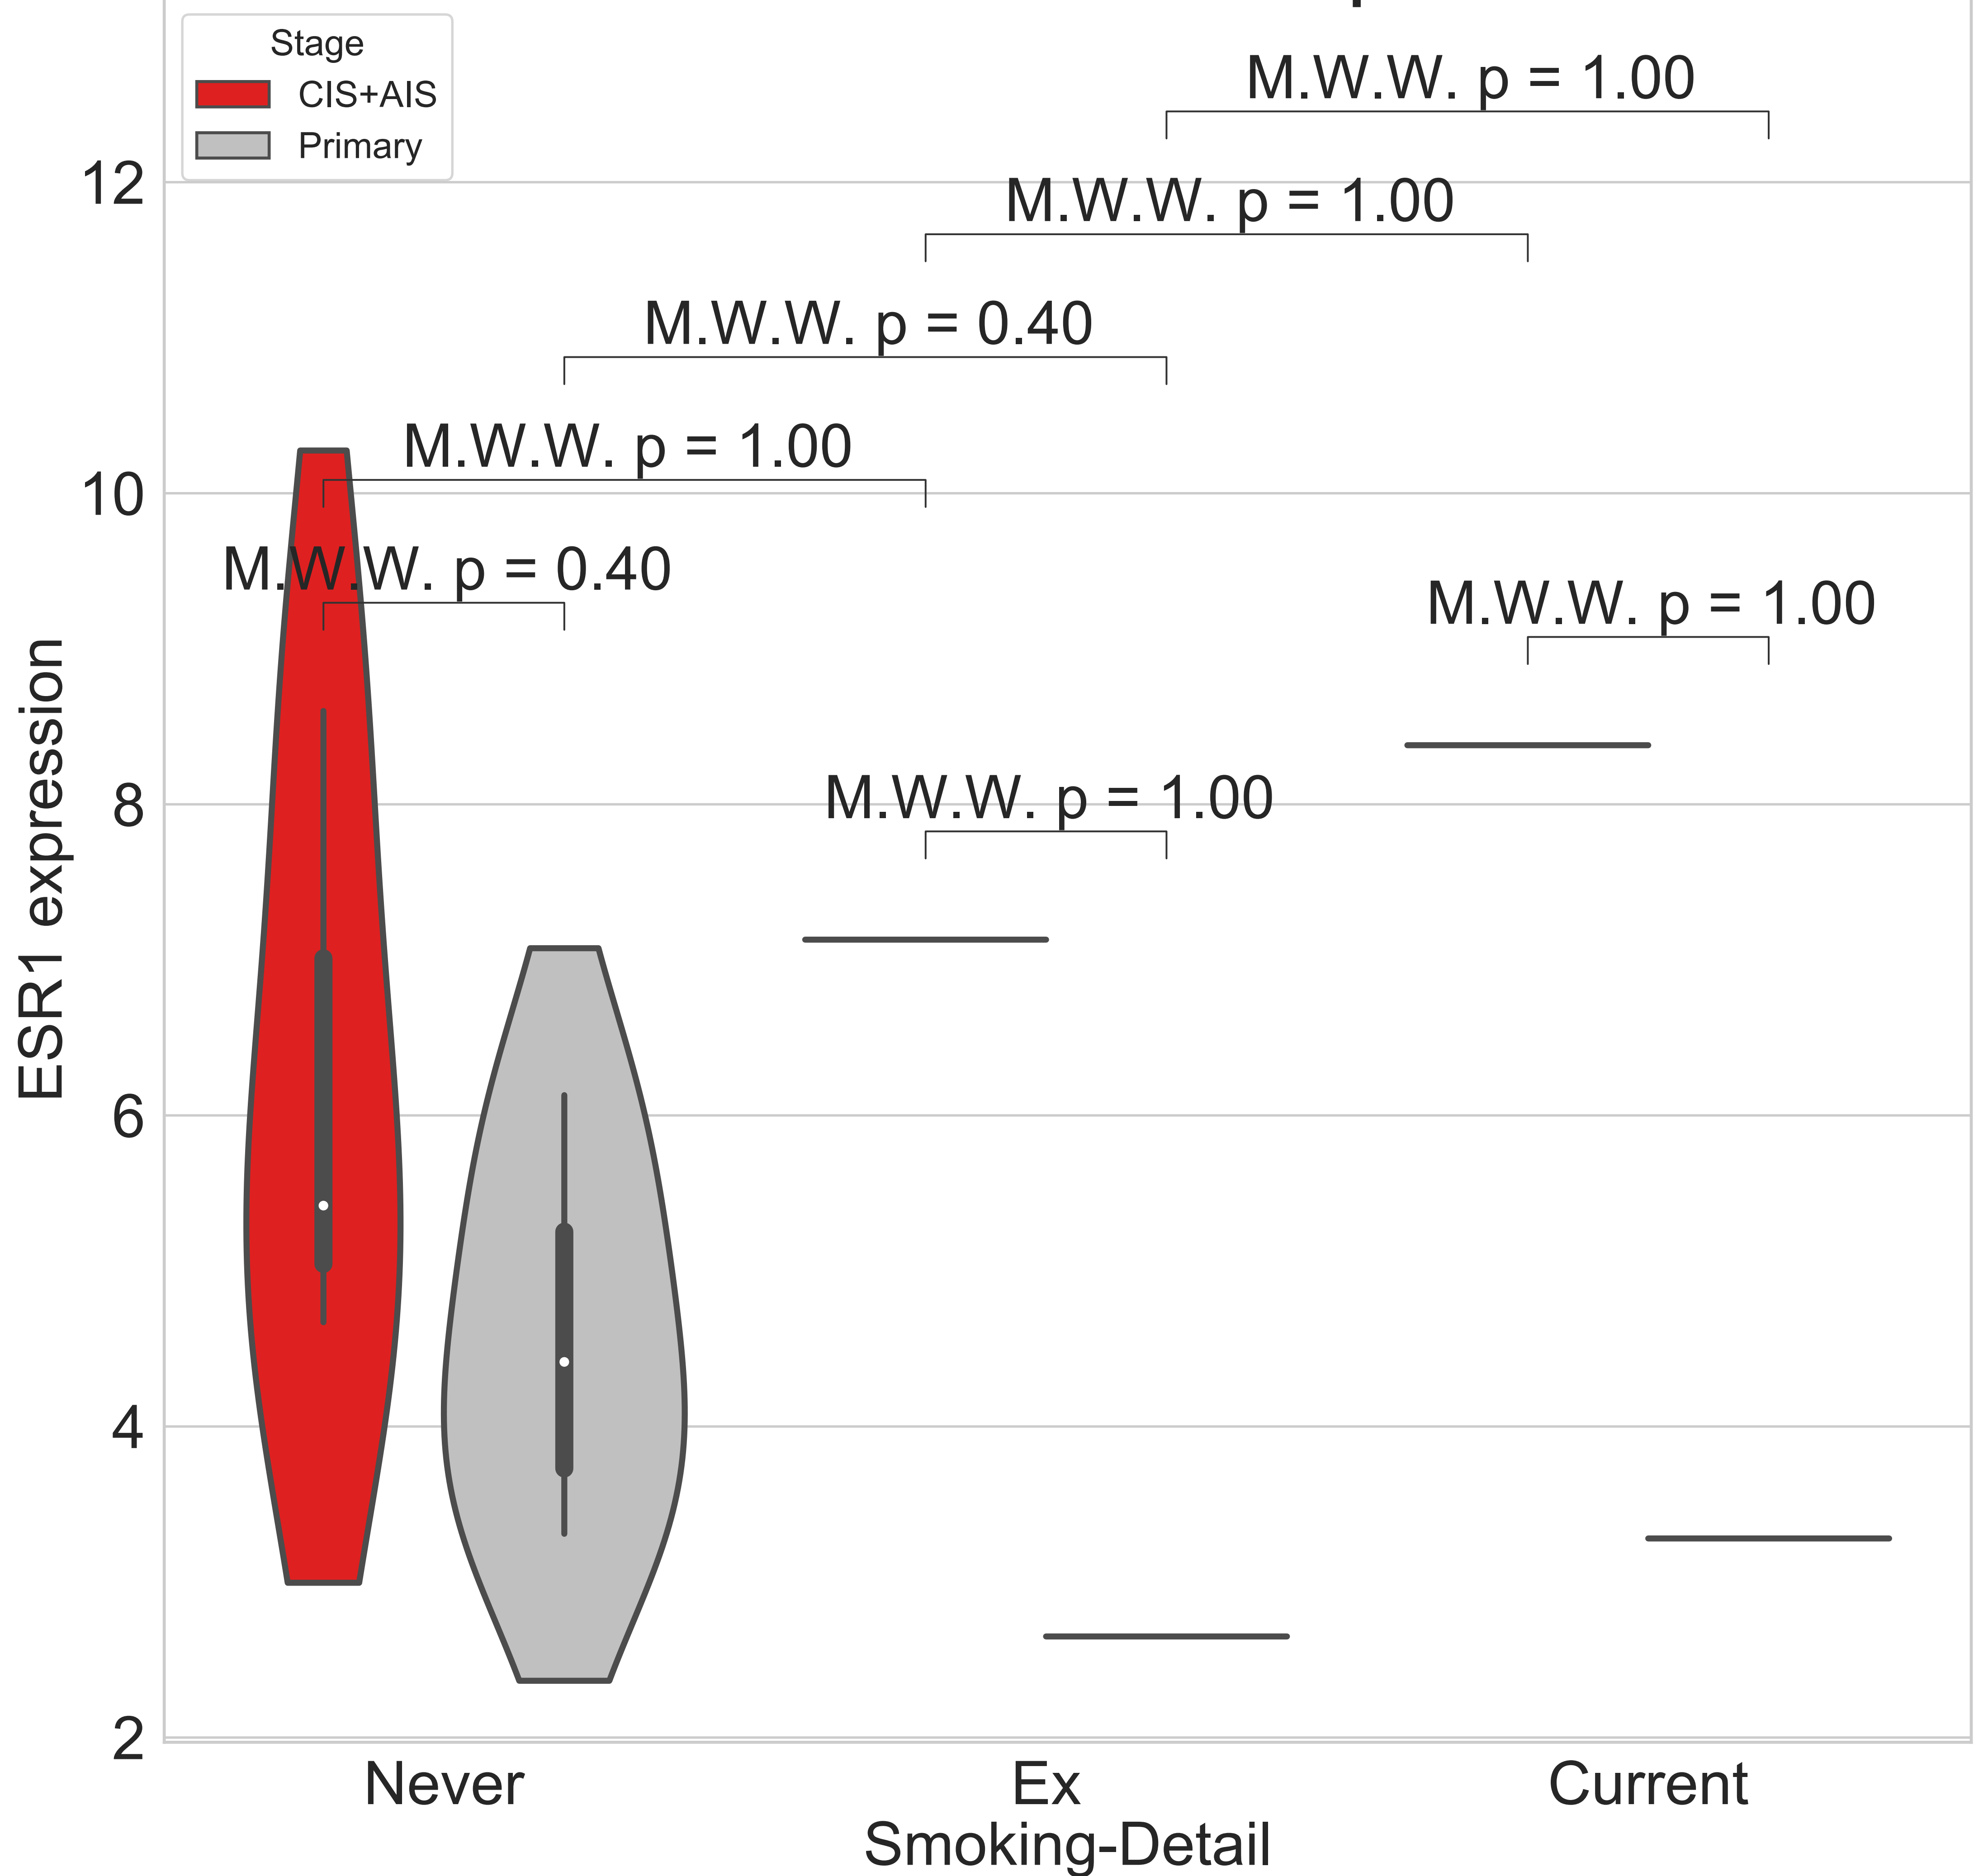 Stage
CIS+AIS
Primary
M.W.W. p = 1.00
M.W.W. p = 1.00
M.W.W. p = 0.40
M.W.W. p = 1.00
M.W.W. p = 0.40
M.W.W. p = 1.00
M.W.W. p = 1.00
12
10
8
6
4
2
ESR1 expression
Never
Ex
Current
Smoking-Detail